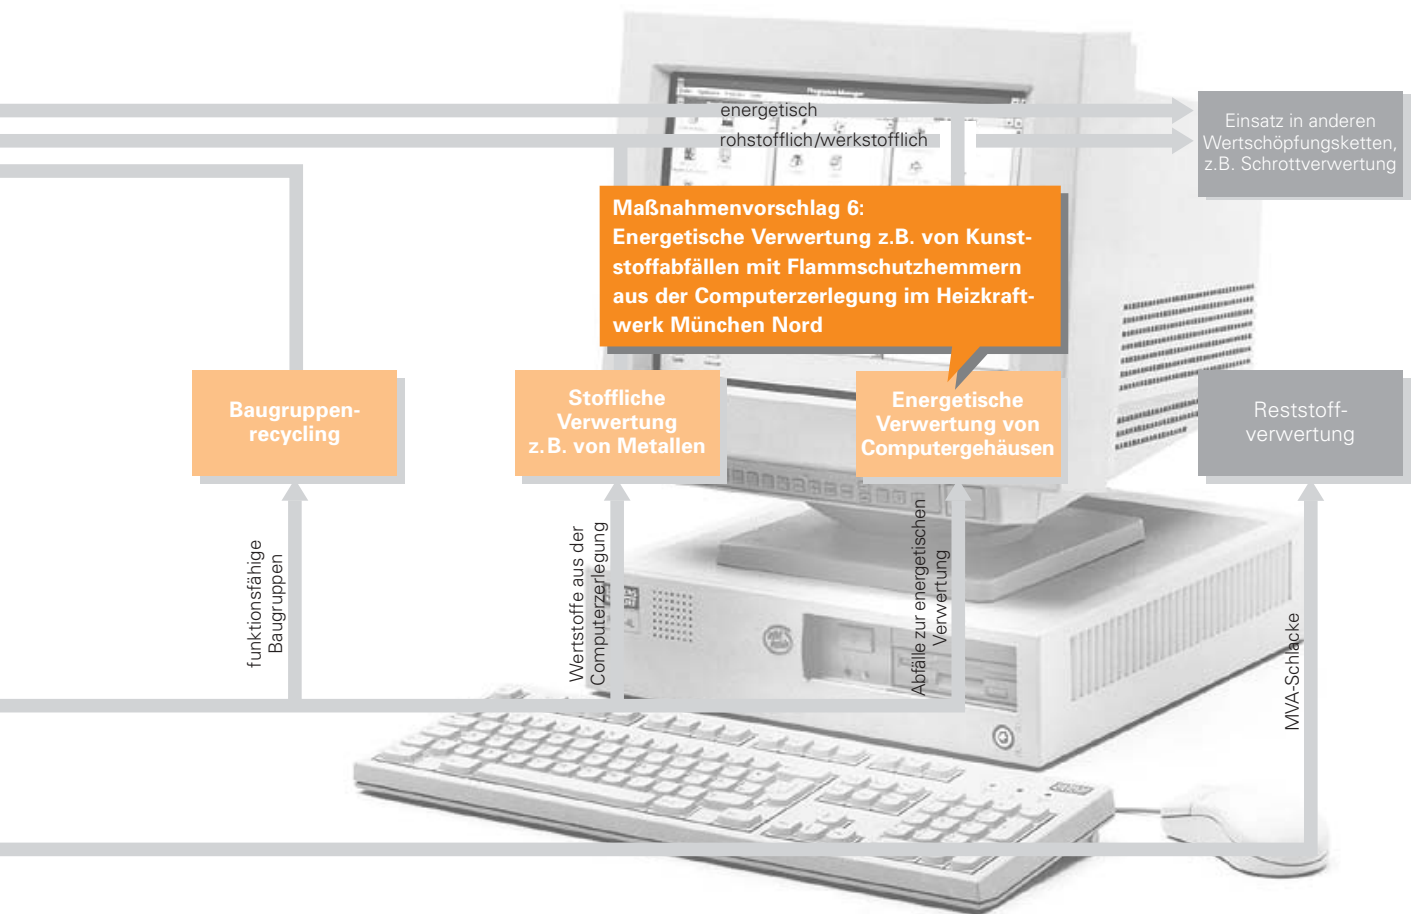 Programm-Manager
energetisch
rohstofflich/werkstofflich
Einsatz in anderen
Wertschöpfungsketten,
z.B. Schrottverwertung
Maßnahmenvorschlag 6:
Energetische Verwertung z.B. von Kunst-
stoffabfällen mit Flammschutzhemmern
aus der Computerzerlegung im Heizkraft-
werk München Nord
Baugruppen-
recycling
Stoffliche
Verwertung
z.B. von Metallen
Energetische
Verwertung von
Computergehäusen
Reststoff-
verwertung
funktionsfähige
Baugruppen
Wertstoffe aus der
Computerzerlegung
Abfälle zur energetischen
Verwertung
MVA-Schlacke